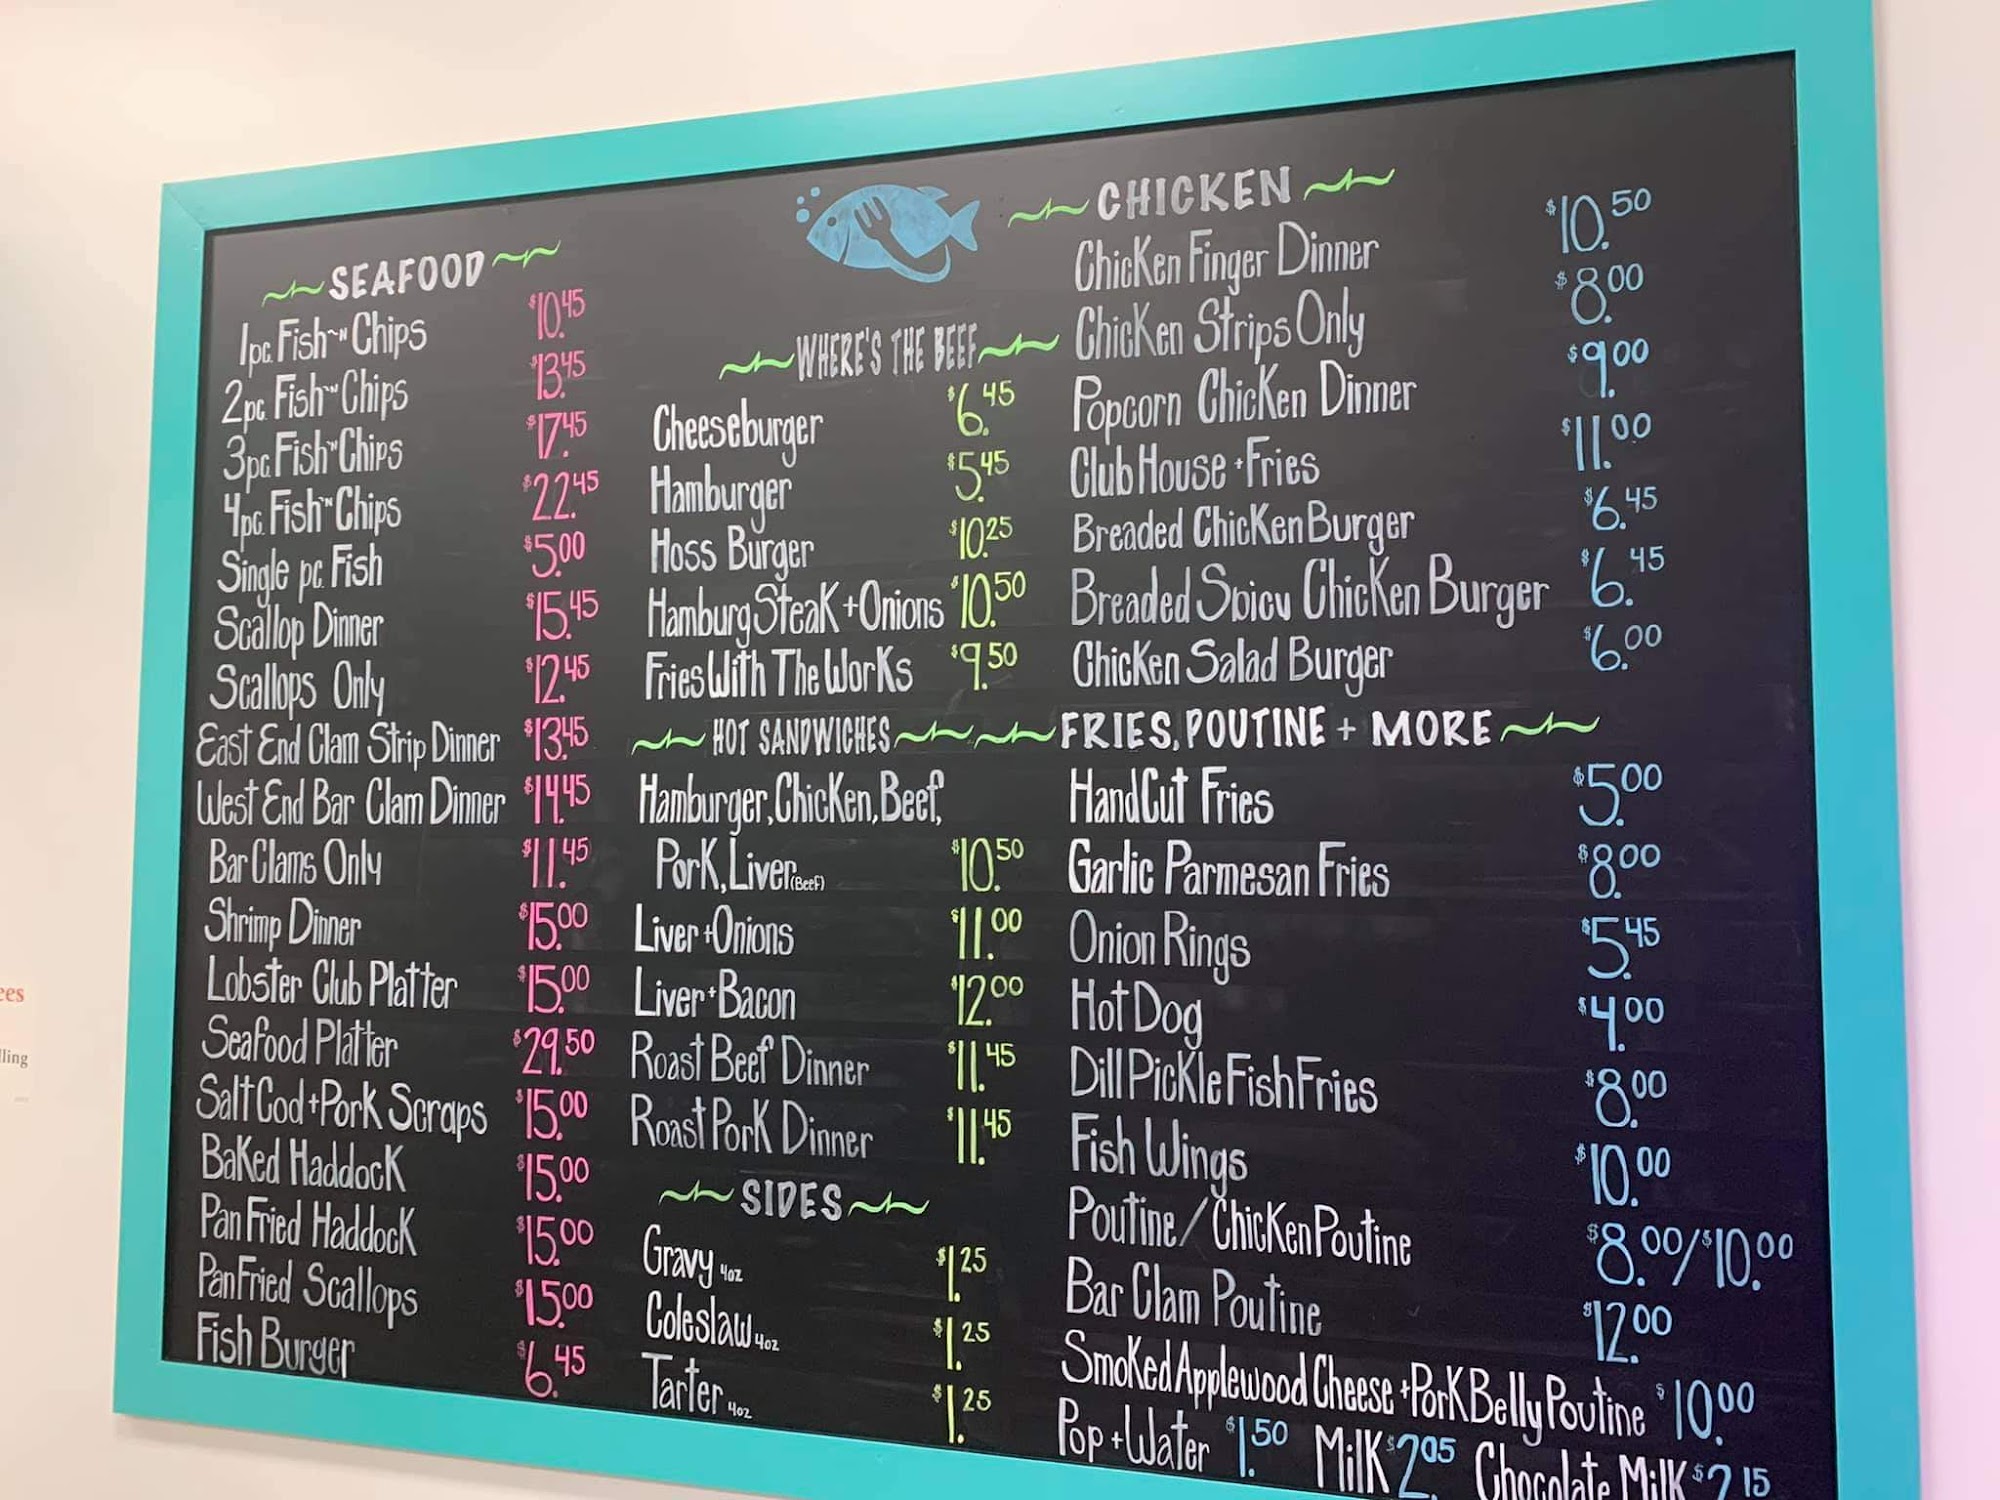 SEAFOOD
1pc. Fish~N Chips $10.45
2pc. Fish~N Chips $13.45
3pc. Fish~N Chips $17.45
4pc. Fish~N Chips $22.45
Single pc. Fish $5.00
Scallop Dinner $15.45
Scallops Only $12.45
East End Clam Strip Dinner $13.45
West End Bar Clam Dinner $14.45
Bar Clams Only $11.45
Shrimp Dinner $15.00
Lobster Club Platter $15.00
Seafood Platter $29.50
Salt Cod + Pork Scraps $15.00
Baked Haddock $15.00
Pan Fried Haddock $15.00
Pan Fried Scallops $15.00
Fish Burger $6.45
WHERE'S THE BEEF
Cheeseburger $6.45
Hamburger $5.45
Hoss Burger $10.25
Hamburg Steak + Onions $10.50
Fries With The Works $9.50
HOT SANDWICHES
Hamburger, Chicken, Beef,
Pork, Liver (Beef) $10.50
Liver + Onions $11.00
Liver + Bacon $12.00
Roast Beef Dinner $11.45
Roast Pork Dinner $11.45
SIDES
Gravy 4oz $1.25
Coleslaw 4oz $1.25
Tarter 4oz $1.25
CHICKEN
Chicken Finger Dinner $10.50
Chicken Strips Only $8.00
Popcorn Chicken Dinner $9.00
Club House + Fries $11.00
Breaded Chicken Burger $6.45
Breaded Spicy Chicken Burger $6.45
Chicken Salad Burger $6.00
FRIES, POUTINE + MORE
Hand Cut Fries $5.00
Garlic Parmesan Fries $8.00
Onion Rings $5.45
Hot Dog $4.00
Dill Pickle Fish Fries $8.00
Fish Wings $10.00
Poutine / Chicken Poutine $8.00/$10.00
Bar Clam Poutine $12.00
Smoked Applewood Cheese + Pork Belly Poutine $10.00
Pop + Water $1.50 Milk $2.05 Chocolate Milk $2.15